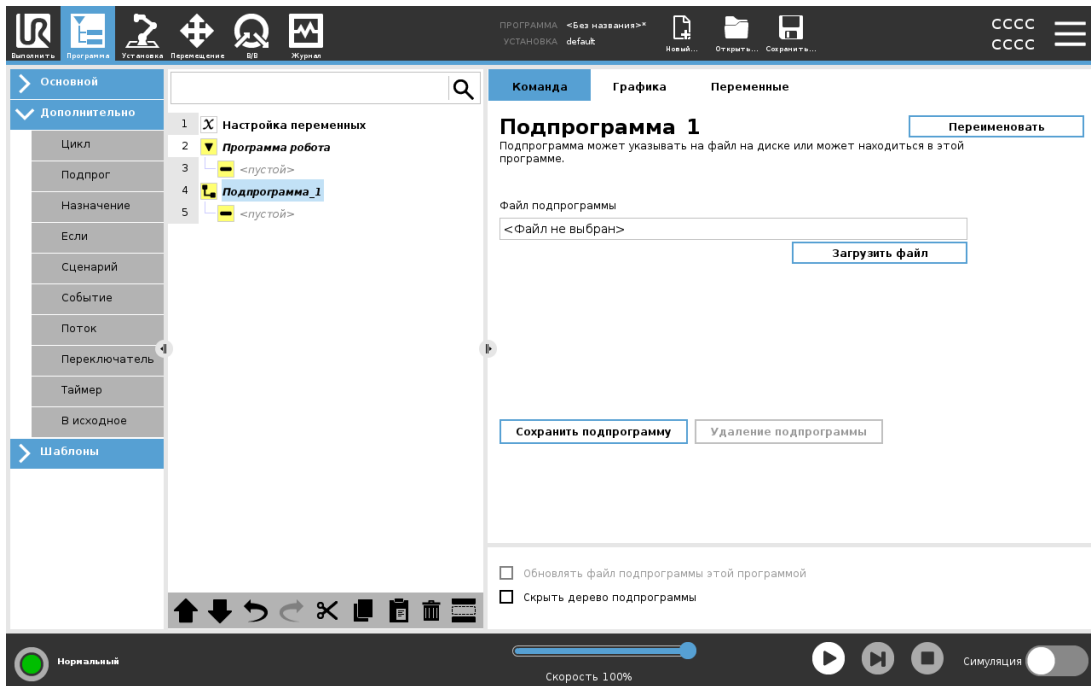 ПРОГРАММА <Без названия>*
УСТАНОВКА default
Выполнить Программа Установка Перемещение В/В Журнал
Новый... Открыть... Сохранить...
CCCC
CCCC
Основной
Дополнительно
Цикл
Подпрог
Назначение
Если
Сценарий
Событие
Поток
Переключатель
Таймер
В исходное
Шаблоны
1 X Настройка переменных
2 Программа робота
3 <пустой>
4 Подпрограмма_1
5 <пустой>
Команда Графика Переменные
Подпрограмма 1
Переименовать
Подпрограмма может указывать на файл на диске или может находиться в этой
программе.
Файл подпрограммы
<Файл не выбран>
Загрузить файл
Сохранить подпрограмму Удаление подпрограммы
Обновлять файл подпрограммы этой программой
Скрыть дерево подпрограммы
Нормальный
Скорость 100%
Симуляция